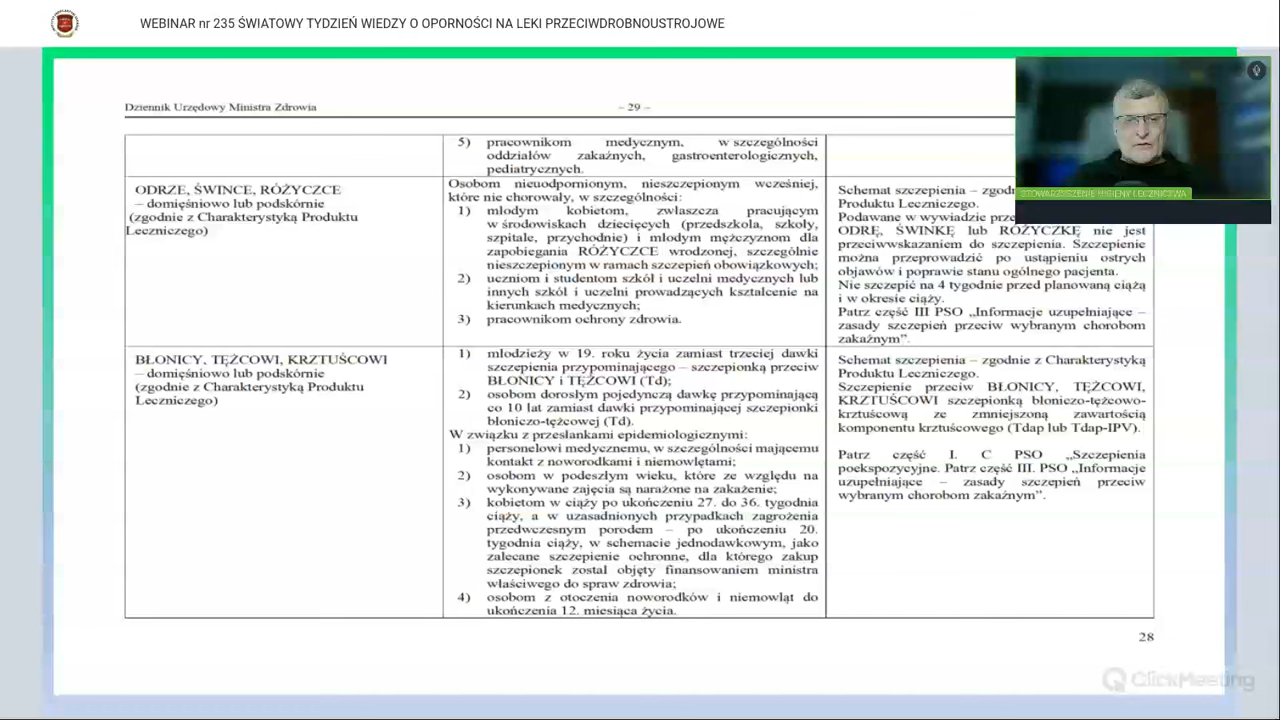 WEBINAR nr 235 ŚWIATOWY TYDZIEŃ WIEDZY O OPORNOŚCI NA LEKI PRZECIWDROBNOUSTROJOWE
Dziennik Urzędowy Ministra Zdrowia
– 29 –
5) pracownikom medycznym, w szczególności
oddziałów zakaźnych, gastroenterologicznych,
pediatrycznych.
ODRZE, ŚWINCE, RÓŻYCZCE
– domięśniowo lub podskórnie
(zgodnie z Charakterystyką Produktu
Leczniczego)
Osobom nieuodpornionym, nieszczepionym wcześniej,
które nie chorowały, w szczególności:
1) młodym kobietom, zwłaszcza pracującym
w środowiskach dziecięcych (przedszkola, szkoły,
szpitale, przychodnie) i młodym mężczyznom dla
zapobiegania RÓŻYCZCE wrodzonej, szczególnie
nieszczepionym w ramach szczepień obowiązkowych;
2) uczniom i studentom szkół i uczelni medycznych lub
innych szkół i uczelni prowadzących kształcenie na
kierunkach medycznych;
3) pracownikom ochrony zdrowia.
Schemat szczepienia –
Produktu Leczniczego.
Podawane w wywiadzie
ODRĘ, ŚWINKĘ lub RÓŻYCZKĘ nie jest
przeciwwskazaniem do szczepienia. Szczepienie
można przeprowadzić po ustąpieniu ostrych
objawów i poprawie stanu ogólnego pacjenta.
Nie szczepić na 4 tygodnie przed planowaną ciążą
i w okresie ciąży.
Patrz część III PSO „Informacje uzupełniające –
zasady szczepień przeciw wybranym chorobom
zakaźnym”.
BŁONICY, TĘŻCOWI, KRZTUŚCOWI
– domięśniowo lub podskórnie
(zgodnie z Charakterystyką Produktu
Leczniczego)
1) młodzieży w 19. roku życia zamiast trzeciej dawki
szczepienia przypominającego – szczepionką przeciw
BŁONICY i TĘŻCOWI (Td);
2) osobom dorosłym pojedynczą dawkę przypominającą
co 10 lat zamiast dawki przypominającej szczepionki
błoniczo-tężcowej (Td).
W związku z przesłankami epidemiologicznymi:
1) personelowi medycznemu, w szczególności mającemu
kontakt z noworodkami i niemowlętami;
2) osobom w podeszłym wieku, które ze względu na
wykonywane zajęcia są narażone na zakażenie;
3) kobietom w ciąży po ukończeniu 27. do 36. tygodnia
ciąży, a w uzasadnionych przypadkach zagrożenia
przedwczesnym porodem – po ukończeniu 20.
tygodnia ciąży, w schemacie jednodawkowym, jako
zalecane szczepienie ochronne, dla którego zakup
szczepionek został objęty finansowaniem ministra
właściwego do spraw zdrowia;
4) osobom z otoczenia noworodków i niemowląt do
ukończenia 12. miesiąca życia.
Schemat szczepienia – zgodnie z Charakterystyką
Produktu Leczniczego.
Szczepienie przeciw BŁONICY, TĘŻCOWI,
KRZTUŚCOWI szczepionką błoniczo-tężcowo-
krztuścową ze zmniejszoną zawartością
komponentu krztuścowego (Tdap lub Tdap-IPV).
Patrz część I. C PSO „Szczepienia
poekspozycyjne. Patrz część III. PSO „Informacje
uzupełniające – zasady szczepień przeciw
wybranym chorobom zakaźnym”.
28
STOWARZYSZENIE HIGIENY LECZNICTWA
ClickMeeting